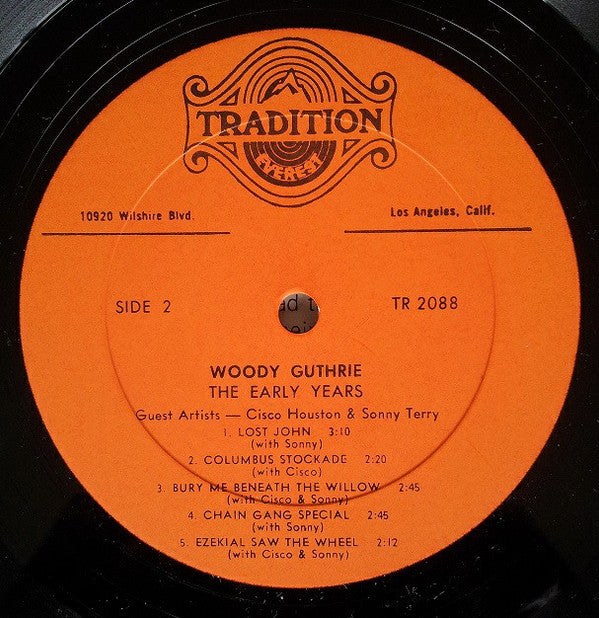 TRADITION
EVEREST
10920 Wilshire Blvd.
Los Angeles, Calif.
SIDE 2
TR 2088
WOODY GUTHRIE
THE EARLY YEARS
Guest Artists — Cisco Houston & Sonny Terry
1. LOST JOHN 3:10
(with Sonny)
2. COLUMBUS STOCKADE 2:20
(with Cisco)
3. BURY ME BENEATH THE WILLOW 2:45
(with Cisco & Sonny)
4. CHAIN GANG SPECIAL 2:45
(with Sonny)
5. EZEKIAL SAW THE WHEEL 2:12
(with Cisco & Sonny)